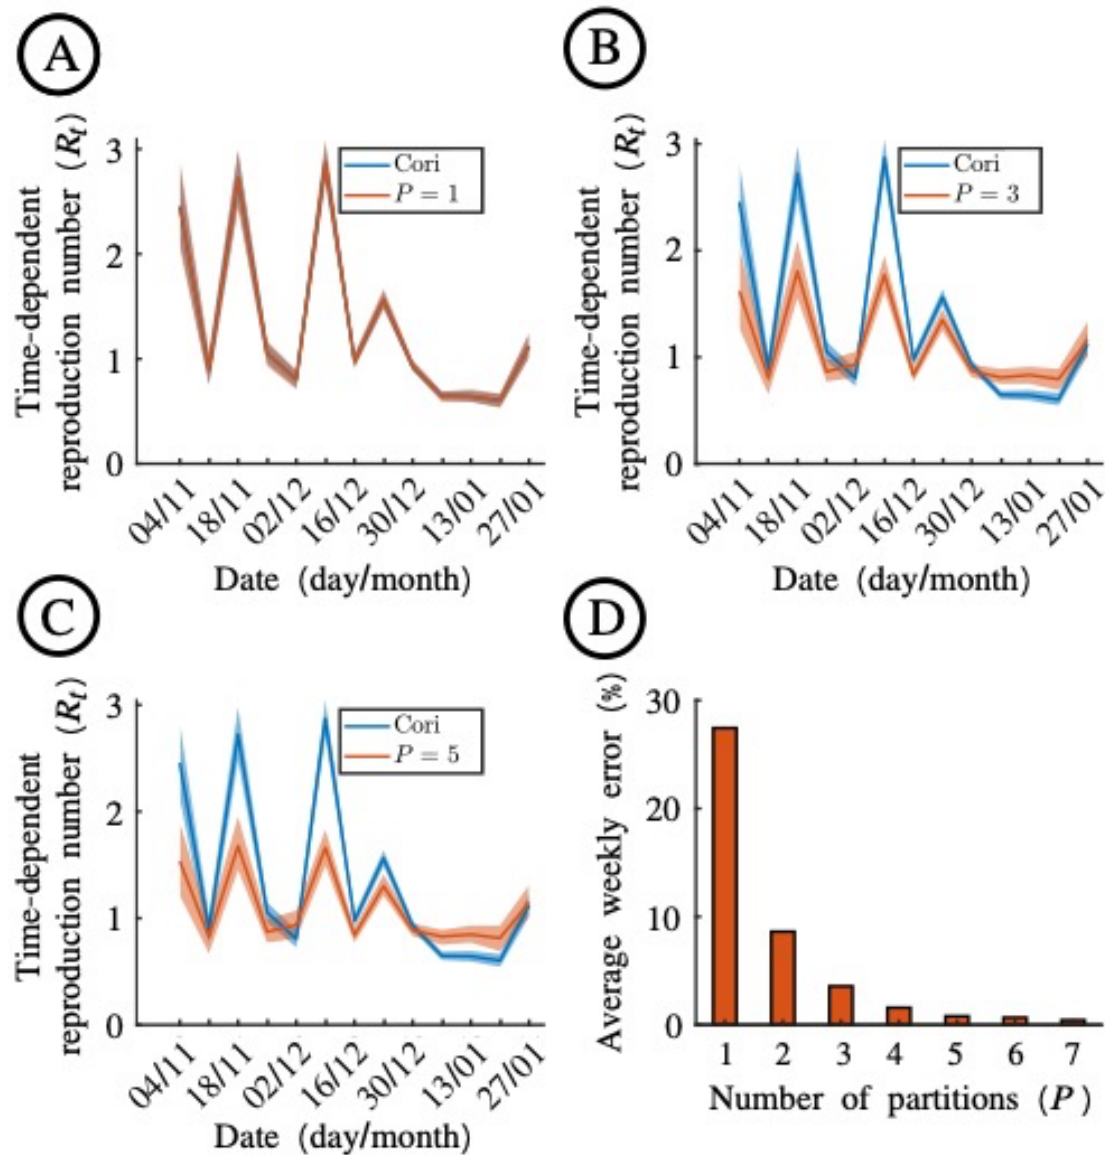 A
Time-dependent
reproduction number (R_t)
3
2
1
0
Cori
P = 1
04/11
18/11
02/12
16/12
30/12
13/01
27/01
Date (day/month)
B
Time-dependent
reproduction number (R_t)
3
2
1
0
Cori
P = 3
04/11
18/11
02/12
16/12
30/12
13/01
27/01
Date (day/month)
C
Time-dependent
reproduction number (R_t)
3
2
1
0
Cori
P = 5
04/11
18/11
02/12
16/12
30/12
13/01
27/01
Date (day/month)
D
Average weekly error (%)
30
20
10
0
1 2 3 4 5 6 7
Number of partitions (P)